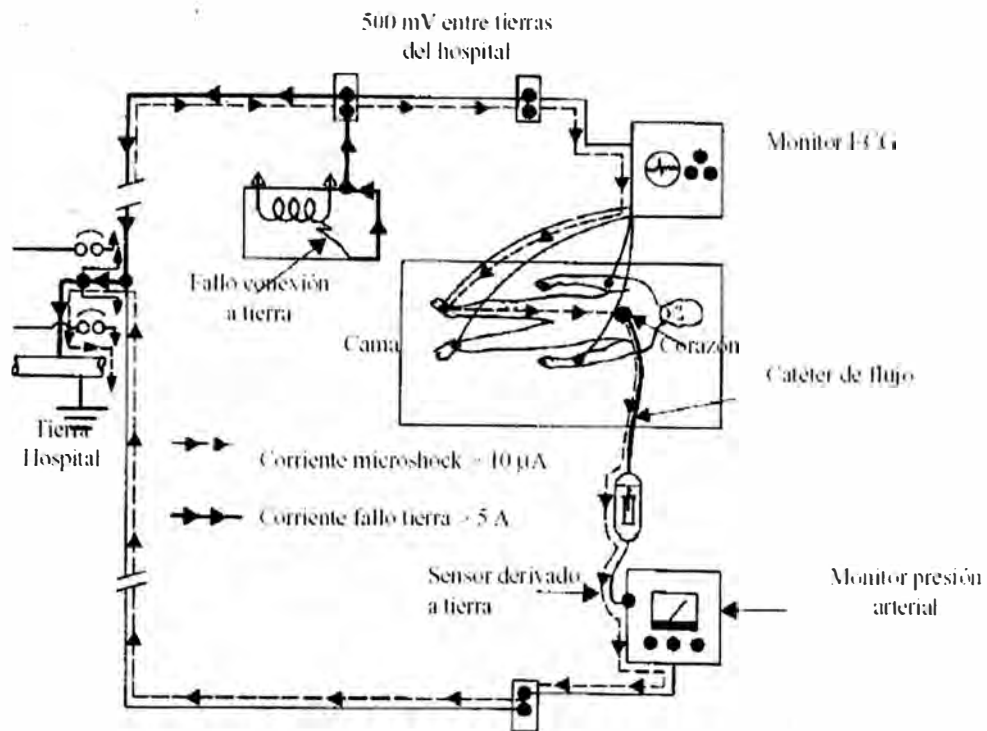 500 mV entre tierras
del hospital
Monitor ECG
Fallo conexión
a tierra
Cama
Corazón
Catéter de flujo
Tierra
Hospital
Corriente microshock > 10 µA
Corriente fallo tierra > 5 A
Sensor derivado
a tierra
Monitor presión
arterial